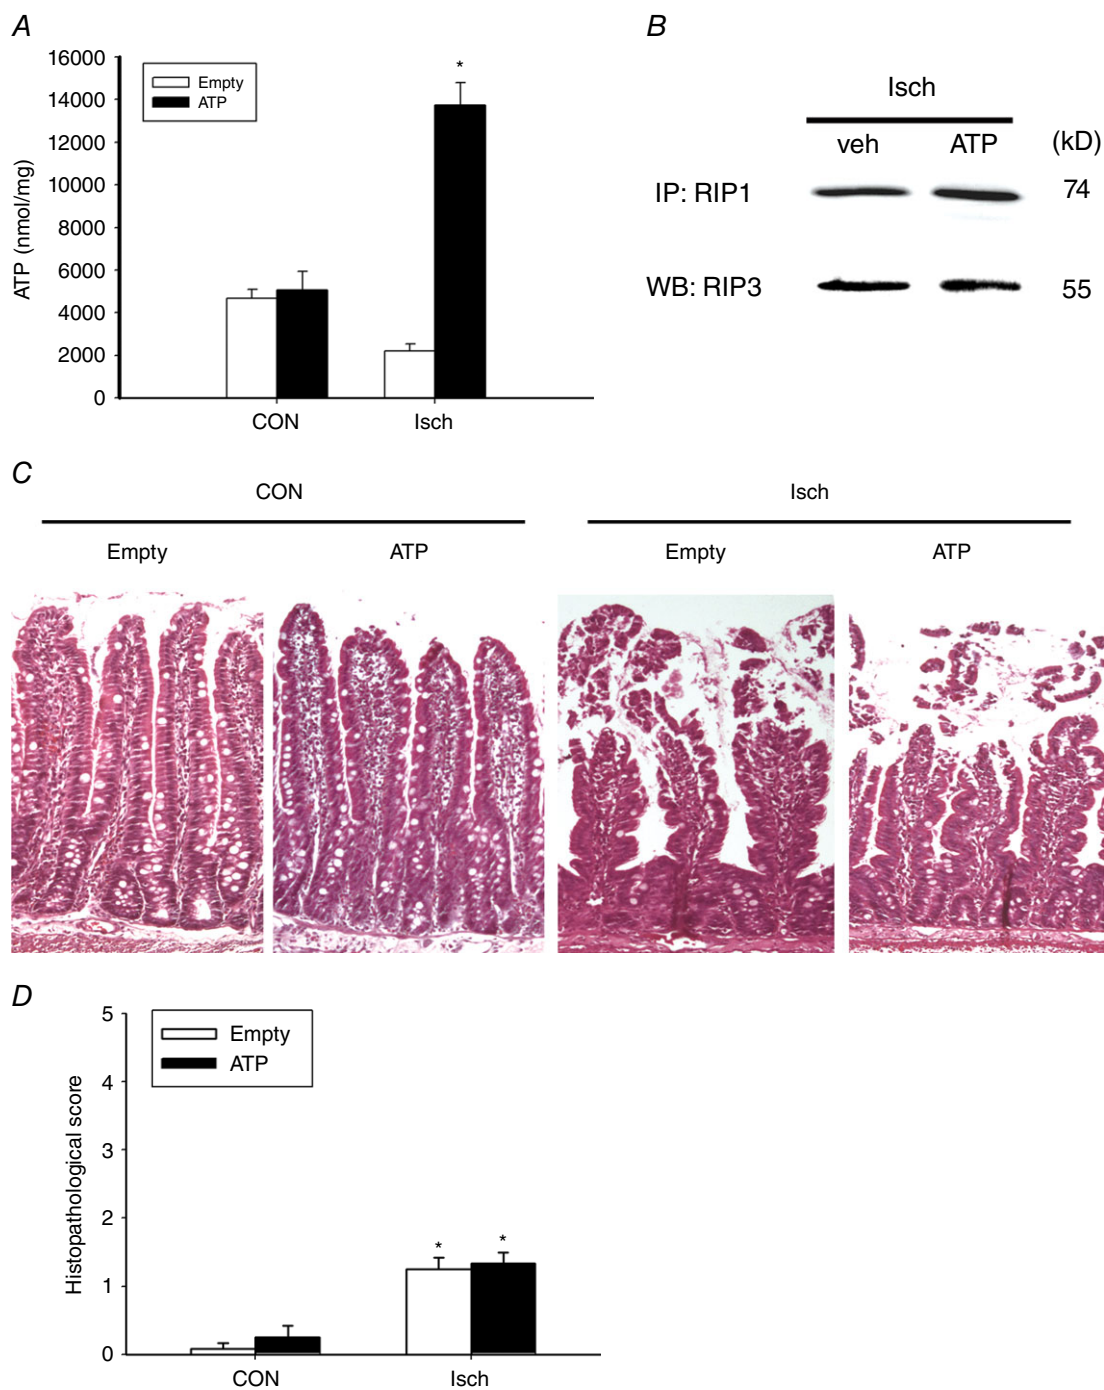 A
16000
14000
12000
10000
8000
6000
4000
2000
0
ATP (nmol/mg)
Empty
ATP
*
CON
Isch
B
Isch
veh
ATP
(kD)
IP: RIP1
74
WB: RIP3
55
C
CON
Isch
Empty
ATP
Empty
ATP
D
5
4
3
2
1
0
Histopathological score
Empty
ATP
*
*
CON
Isch